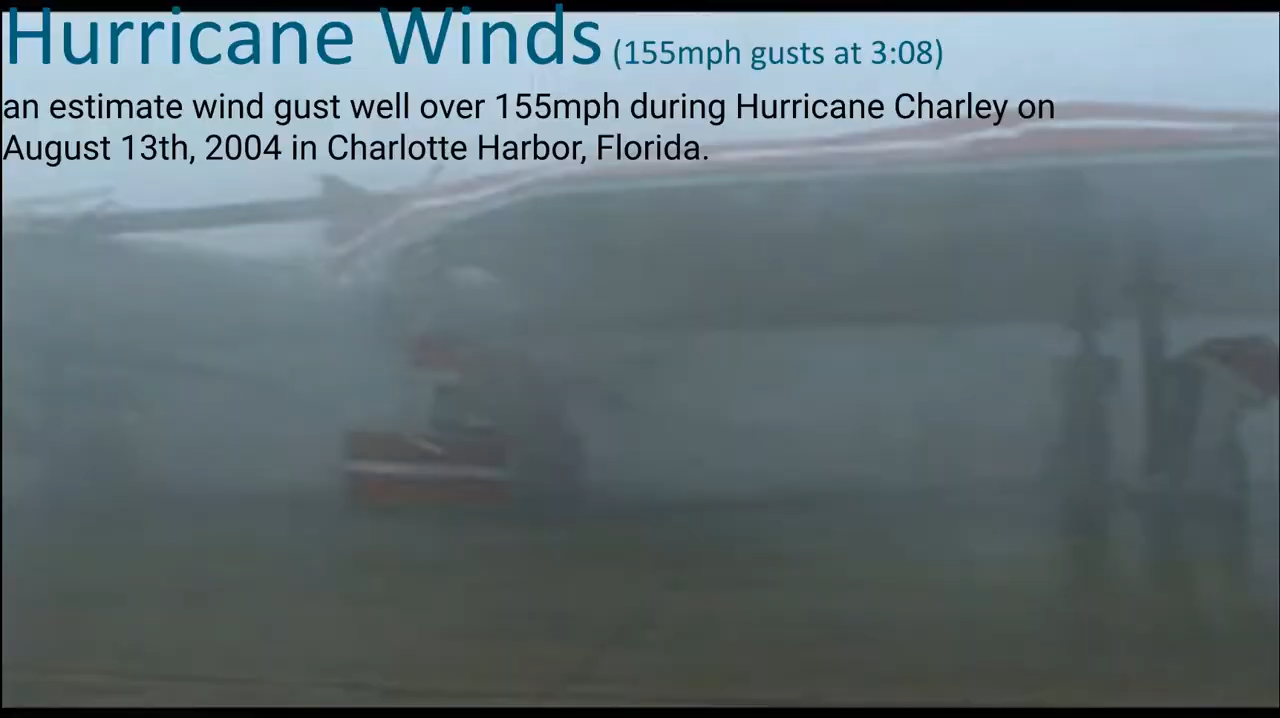 Hurricane Winds (155mph gusts at 3:08)
an estimate wind gust well over 155mph during Hurricane Charley on
August 13th, 2004 in Charlotte Harbor, Florida.